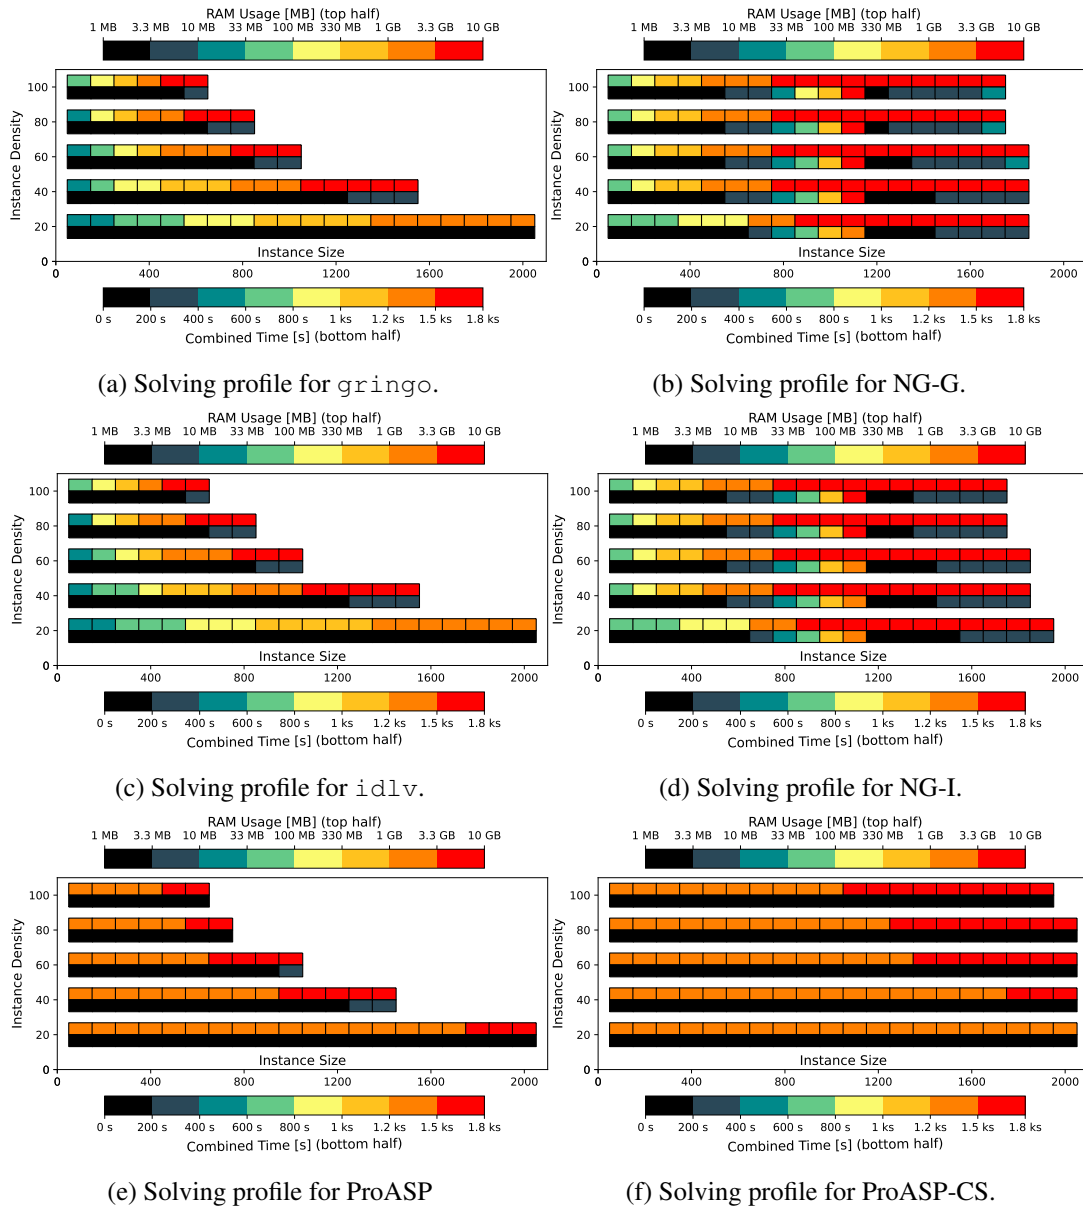 RAM Usage [MB] (top half)
1 MB 3.3 MB 10 MB 33 MB 100 MB 330 MB 1 GB 3.3 GB 10 GB
Instance Density
100
80
60
40
20
0
Instance Size
0 400 800 1200 1600 2000
0 s 200 s 400 s 600 s 800 s 1 ks 1.2 ks 1.5 ks 1.8 ks
Combined Time [s] (bottom half)
(a) Solving profile for gringo.
RAM Usage [MB] (top half)
1 MB 3.3 MB 10 MB 33 MB 100 MB 330 MB 1 GB 3.3 GB 10 GB
Instance Density
100
80
60
40
20
0
Instance Size
0 400 800 1200 1600 2000
0 s 200 s 400 s 600 s 800 s 1 ks 1.2 ks 1.5 ks 1.8 ks
Combined Time [s] (bottom half)
(b) Solving profile for NG-G.
RAM Usage [MB] (top half)
1 MB 3.3 MB 10 MB 33 MB 100 MB 330 MB 1 GB 3.3 GB 10 GB
Instance Density
100
80
60
40
20
0
Instance Size
0 400 800 1200 1600 2000
0 s 200 s 400 s 600 s 800 s 1 ks 1.2 ks 1.5 ks 1.8 ks
Combined Time [s] (bottom half)
(c) Solving profile for idlv.
RAM Usage [MB] (top half)
1 MB 3.3 MB 10 MB 33 MB 100 MB 330 MB 1 GB 3.3 GB 10 GB
Instance Density
100
80
60
40
20
0
Instance Size
0 400 800 1200 1600 2000
0 s 200 s 400 s 600 s 800 s 1 ks 1.2 ks 1.5 ks 1.8 ks
Combined Time [s] (bottom half)
(d) Solving profile for NG-I.
RAM Usage [MB] (top half)
1 MB 3.3 MB 10 MB 33 MB 100 MB 330 MB 1 GB 3.3 GB 10 GB
Instance Density
100
80
60
40
20
0
Instance Size
0 400 800 1200 1600 2000
0 s 200 s 400 s 600 s 800 s 1 ks 1.2 ks 1.5 ks 1.8 ks
Combined Time [s] (bottom half)
(e) Solving profile for ProASP
RAM Usage [MB] (top half)
1 MB 3.3 MB 10 MB 33 MB 100 MB 330 MB 1 GB 3.3 GB 10 GB
Instance Density
100
80
60
40
20
0
Instance Size
0 400 800 1200 1600 2000
0 s 200 s 400 s 600 s 800 s 1 ks 1.2 ks 1.5 ks 1.8 ks
Combined Time [s] (bottom half)
(f) Solving profile for ProASP-CS.